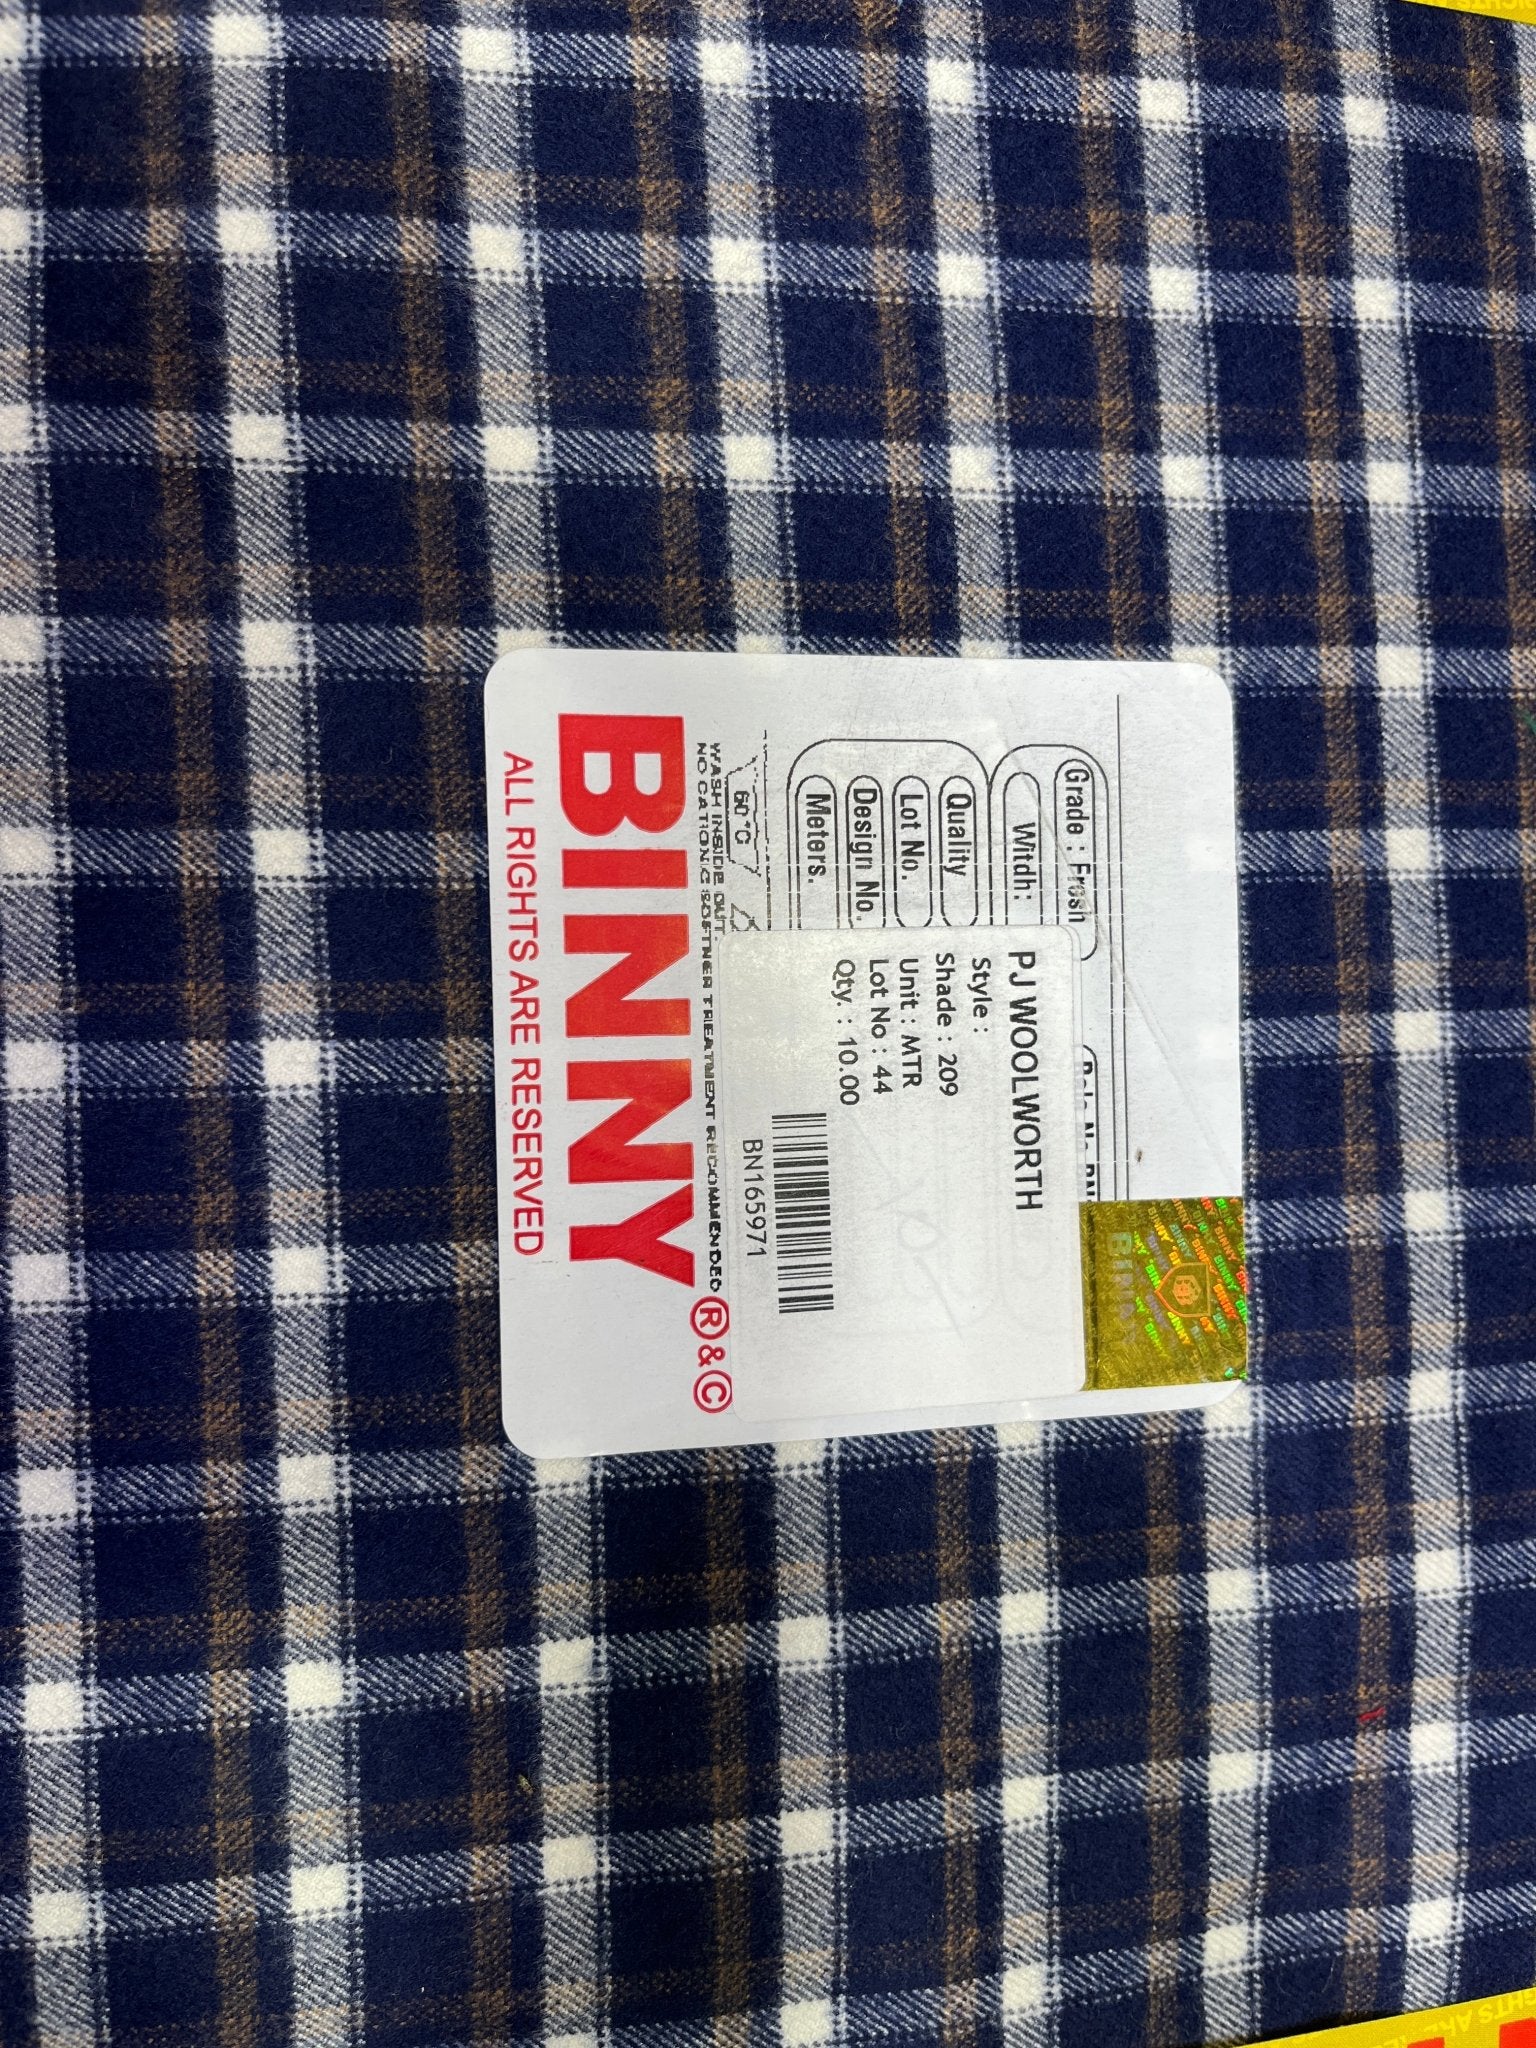 Grade : Fresh
Witdh:
Quality
Lot No.
Design No.
Meters.
PJ WOOLWORTH
Style :
Shade : 209
Unit : MTR
Lot No : 44
Qty. : 10.00
BN165971
BINNY
60°C
WASH INSIDE OUT
NO CATIONIC SOFTNER TREATMENT RECOMMENDED
BINNY ®&©
ALL RIGHTS ARE RESERVED